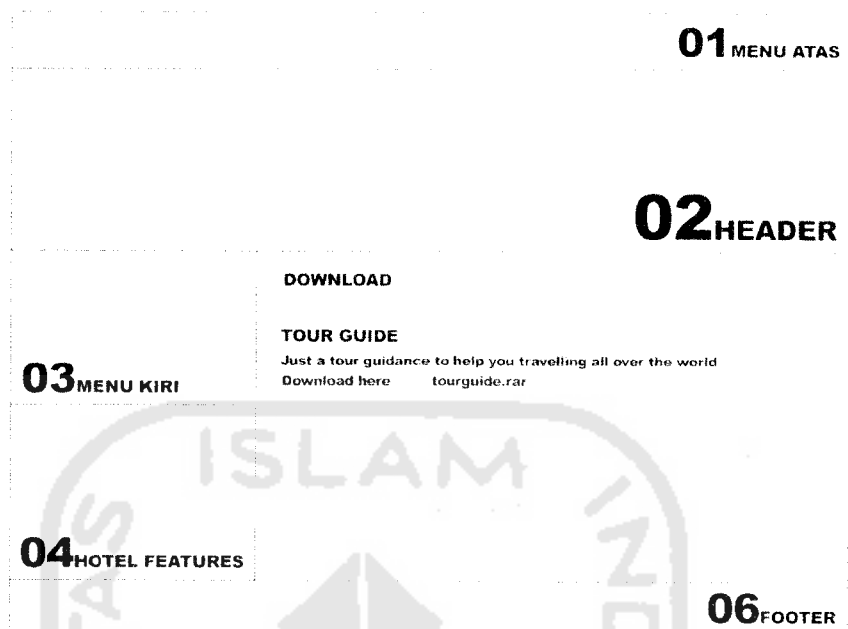 01 MENU ATAS
02 HEADER
DOWNLOAD
TOUR GUIDE
Just a tour guidance to help you travelling all over the world
Download here tourguide.rar
03 MENU KIRI
ISLAM
04 HOTEL FEATURES
06 FOOTER